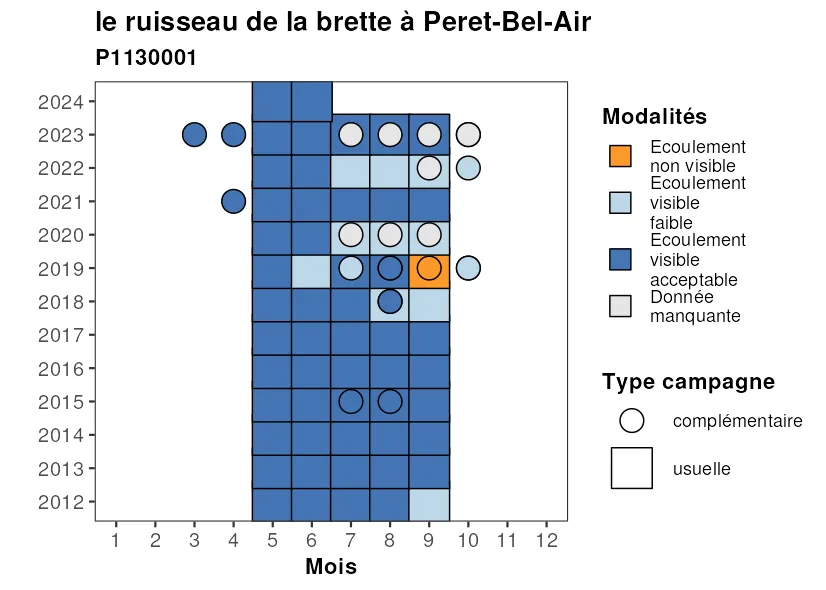 le ruisseau de la brette à Peret-Bel-Air
P1130001
2024
2023
2022
2021
2020
2019
2018
2017
2016
2015
2014
2013
2012
1 2 3 4 5 6 7 8 9 10 11 12
Mois
Modalités
Ecoulement
non visible
Ecoulement
visible
faible
Ecoulement
visible
acceptable
Donnée
manquante
Type campagne
complémentaire
usuelle